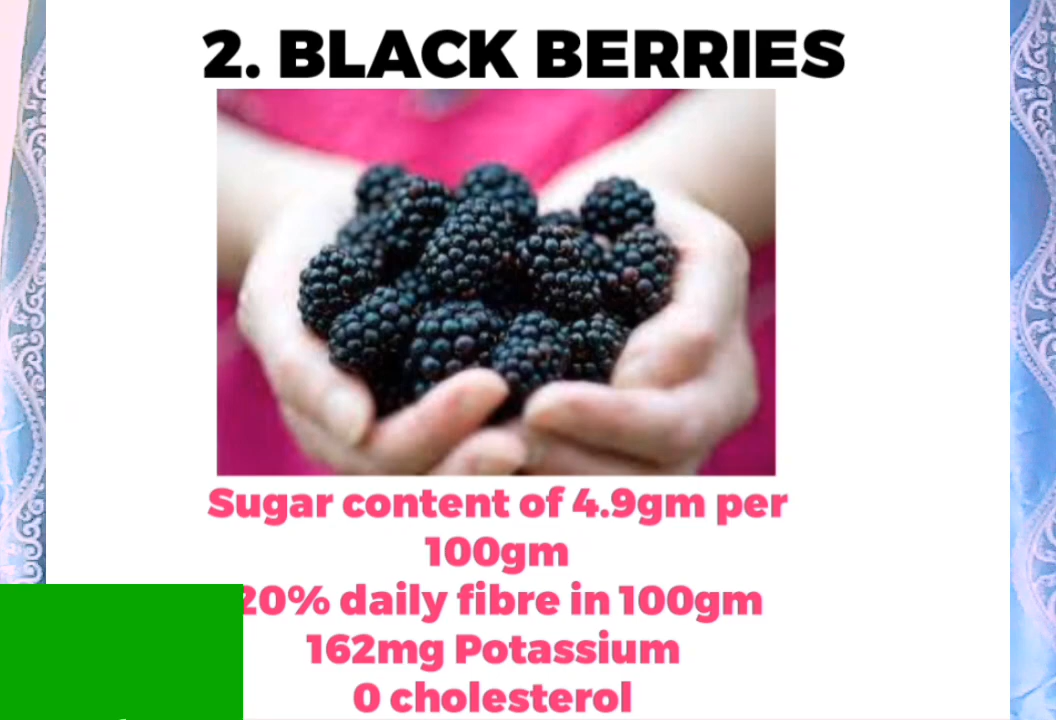 2. BLACK BERRIES
Sugar content of 4.9gm per
100gm
20% daily fibre in 100gm
162mg Potassium
0 cholesterol